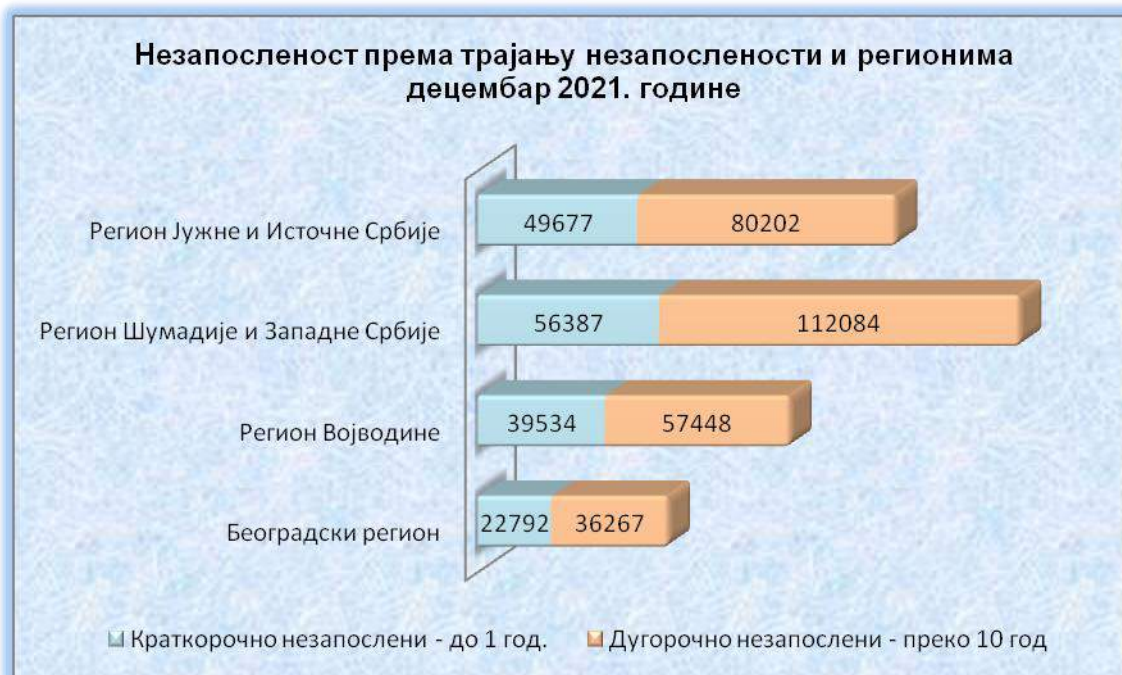 Незапосленост према трајању незапослености и регионима
децембар 2021. године
Регион Јужне и Источне Србије
49677
80202
Регион Шумадије и Западне Србије
56387
112084
Регион Војводине
39534
57448
Београдски регион
22792
36267
Краткорочно незапослени - до 1 год.
Дугорочно незапослени - преко 10 год